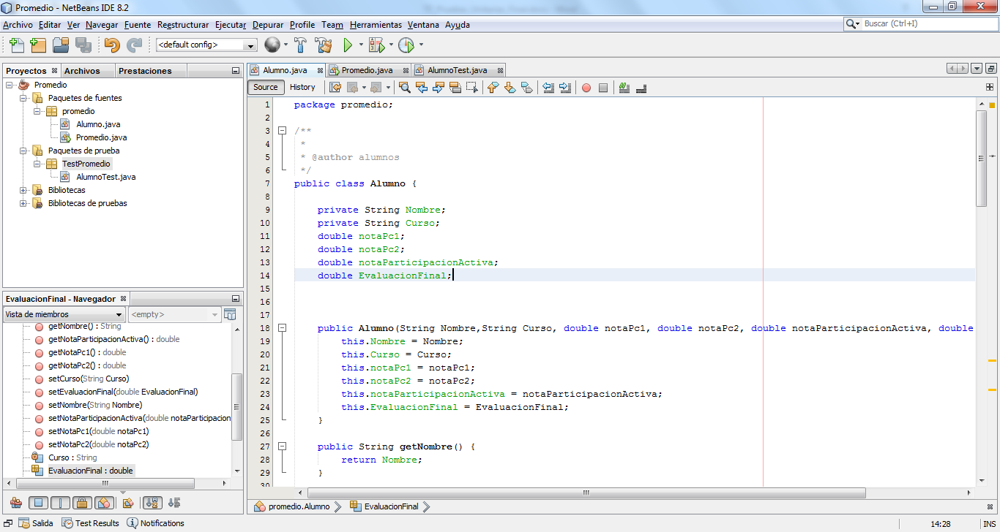 Promedio - NetBeans IDE 8.2
Archivo Editar Ver Navegar Fuente Reestructurar Ejecutar Depurar Profile Team Herramientas Ventana Ayuda
Buscar (Ctrl+I)
<default config>
Proyectos Archivos Prestaciones
Promedio
Paquetes de fuentes
promedio
Alumno.java
Promedio.java
Paquetes de prueba
TestPromedio
AlumnoTest.java
Bibliotecas
Bibliotecas de pruebas
EvaluacionFinal - Navegador
Vista de miembros <empty>
getNombre() : String
getNotaParticipacionActiva() : double
getNotaPc1() : double
getNotaPc2() : double
setCurso(String Curso)
setEvaluacionFinal(double EvaluacionFinal)
setNombre(String Nombre)
setNotaParticipacionActiva(double notaParticipacion
setNotaPc1(double notaPc1)
setNotaPc2(double notaPc2)
Curso : String
EvaluacionFinal : double
Alumno.java Promedio.java AlumnoTest.java
Source History
1 package promedio;
2
3 /**
4 *
5 * @author alumnos
6 */
7 public class Alumno {
8
9 private String Nombre;
10 private String Curso;
11 double notaPc1;
12 double notaPc2;
13 double notaParticipacionActiva;
14 double EvaluacionFinal;
15
16
17
18 public Alumno(String Nombre,String Curso, double notaPc1, double notaPc2, double notaParticipacionActiva, double
19 this.Nombre = Nombre;
20 this.Curso = Curso;
21 this.notaPc1 = notaPc1;
22 this.notaPc2 = notaPc2;
23 this.notaParticipacionActiva = notaParticipacionActiva;
24 this.EvaluacionFinal = EvaluacionFinal;
25 }
26
27 public String getNombre() {
28 return Nombre;
29 }
30
promedio.Alumno EvaluacionFinal
Salida Test Results Notifications
14:28 INS